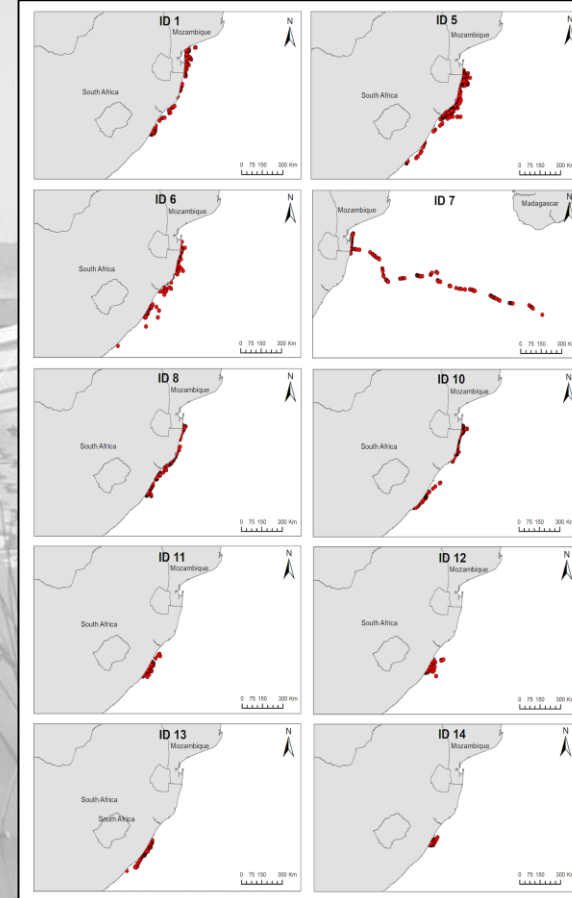 ID 1
Mozambique
N
South Africa
0 75 150 300 Km
ID 5
Mozambique
N
South Africa
0 75 150 300 Km
ID 6
Mozambique
N
South Africa
0 75 150 300 Km
ID 7
Mozambique
Madagascar
N
0 75 150 300 Km
ID 8
Mozambique
N
South Africa
0 75 150 300 Km
ID 10
Mozambique
N
South Africa
0 75 150 300 Km
ID 11
Mozambique
N
South Africa
0 75 150 300 Km
ID 12
Mozambique
N
South Africa
0 75 150 300 Km
ID 13
Mozambique
N
South Africa
South Africa
0 75 150 300 Km
ID 14
Mozambique
N
South Africa
0 75 150 300 Km